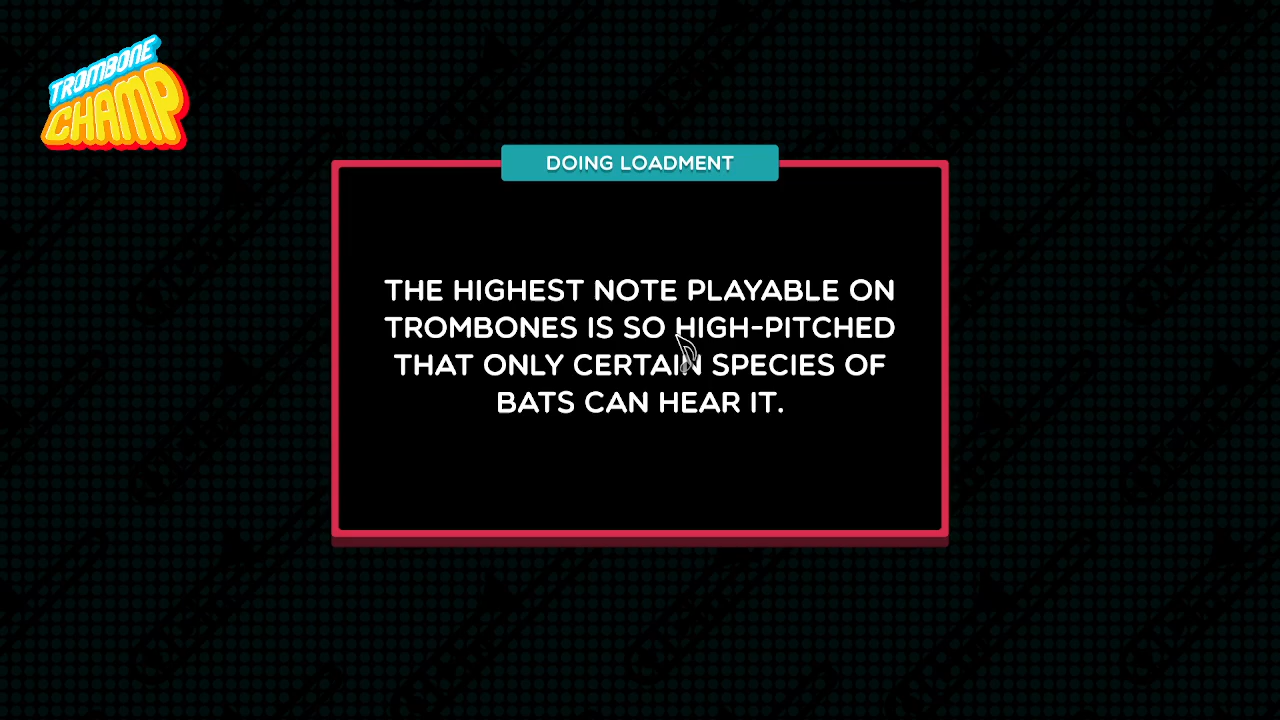 TROMBONE
CHAMP
DOING LOADMENT
THE HIGHEST NOTE PLAYABLE ON
TROMBONES IS SO HIGH-PITCHED
THAT ONLY CERTAIN SPECIES OF
BATS CAN HEAR IT.